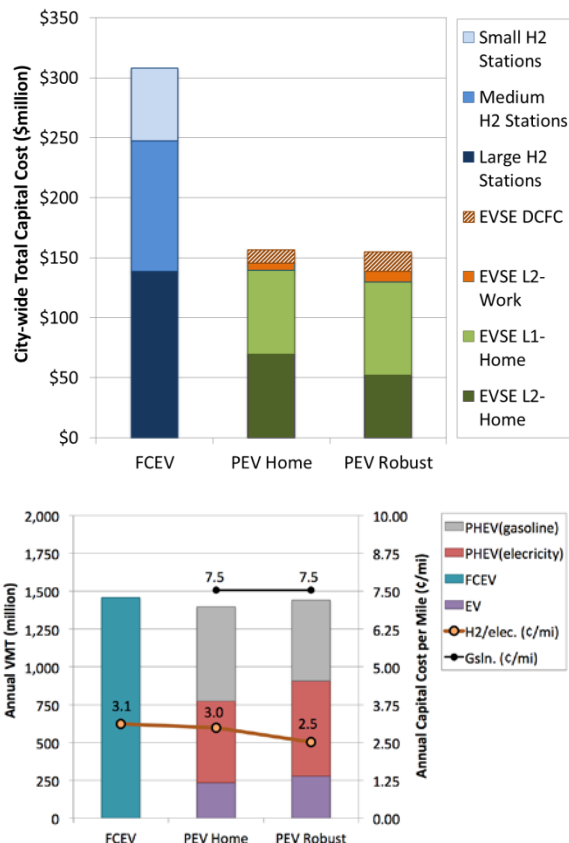 $350
$300
$250
$200
$150
$100
$50
$0
City-wide Total Capital Cost ($million)
FCEV
PEV Home
PEV Robust
Small H2
Stations
Medium
H2 Stations
Large H2
Stations
EVSE DCFC
EVSE L2-
Work
EVSE L1-
Home
EVSE L2-
Home
2,000
1,750
1,500
1,250
1,000
750
500
250
0
Annual VMT (million)
7.5
7.5
3.1
3.0
2.5
FCEV
PEV Home
PEV Robust
10.00
8.75
7.50
6.25
5.00
3.75
2.50
1.25
0.00
Annual Capital Cost per Mile (¢/mi)
PHEV(gasoline)
PHEV(elecricity)
FCEV
EV
H2/elec. (¢/mi)
Gsln. (¢/mi)